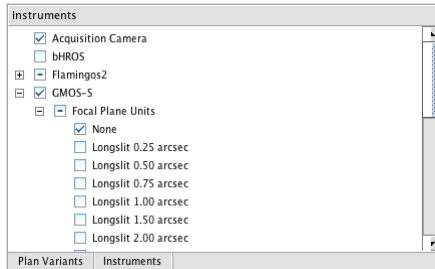 Instruments
Acquisition Camera
bHROS
Flamingos2
GMOS-S
Focal Plane Units
None
Longslit 0.25 arcsec
Longslit 0.50 arcsec
Longslit 0.75 arcsec
Longslit 1.00 arcsec
Longslit 1.50 arcsec
Longslit 2.00 arcsec
Plan Variants Instruments